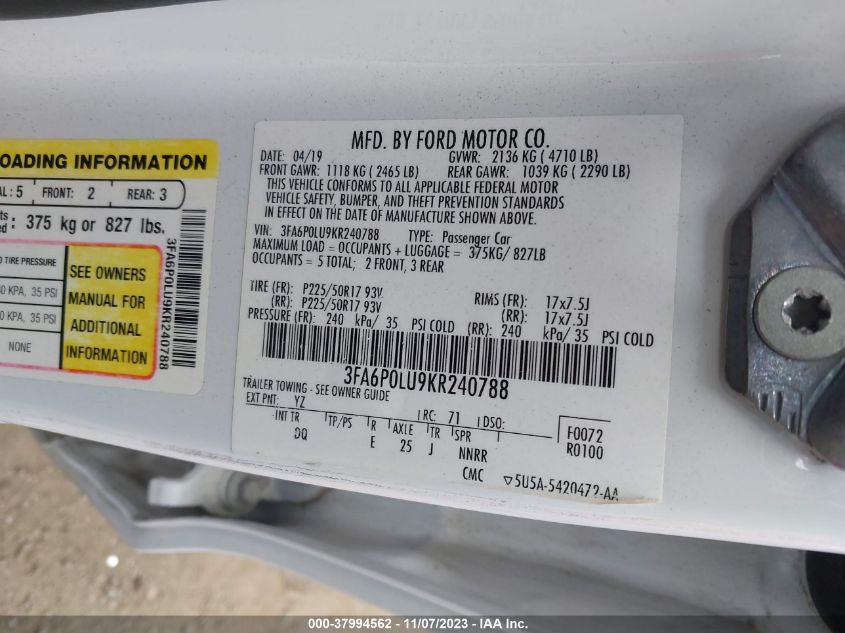 OADING INFORMATION
AL: 5 FRONT: 2 REAR: 3
375 kg or 827 lbs.
TIRE PRESSURE
SEE OWNERS
MANUAL FOR
ADDITIONAL
INFORMATION
0 KPA, 35 PSI
0 KPA, 35 PSI
NONE
3FA6P0LU9KR240788
MFD. BY FORD MOTOR CO.
DATE: 04/19 GVWR: 2136 KG ( 4710 LB)
FRONT GAWR: 1118 KG ( 2465 LB) REAR GAWR: 1039 KG ( 2290 LB)
THIS VEHICLE CONFORMS TO ALL APPLICABLE FEDERAL MOTOR
VEHICLE SAFETY, BUMPER, AND THEFT PREVENTION STANDARDS
IN EFFECT ON THE DATE OF MANUFACTURE SHOWN ABOVE.
VIN: 3FA6P0LU9KR240788 TYPE: Passenger Car
MAXIMUM LOAD = OCCUPANTS + LUGGAGE = 375KG/ 827LB
OCCUPANTS = 5 TOTAL; 2 FRONT, 3 REAR
TIRE (FR): P225/50R17 93V RIMS (FR): 17x7.5J
(RR): P225/50R17 93V (RR): 17x7.5J
PRESSURE (FR): 240 kPa/ 35 PSI COLD (RR): 240 kPa/ 35 PSI COLD
3FA6P0LU9KR240788
TRAILER TOWING - SEE OWNER GUIDE
EXT PNT: YZ RC: 71 DSO: F0072
INT TR TP/PS R AXLE TR SPR R0100
DQ E 25 J NNRR
CMC 5U5A-5420472-AA
000-37994562 - 11/07/2023 - IAA Inc.